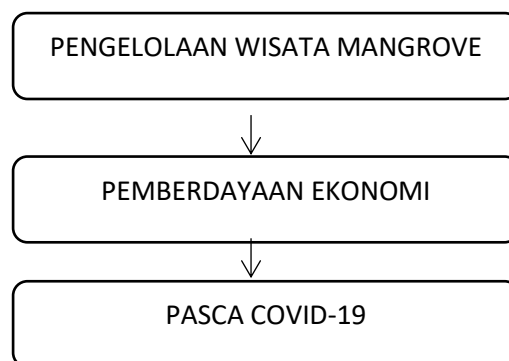 PENGELOLAAN WISATA MANGROVE
PEMBERDAYAAN EKONOMI
PASCA COVID-19